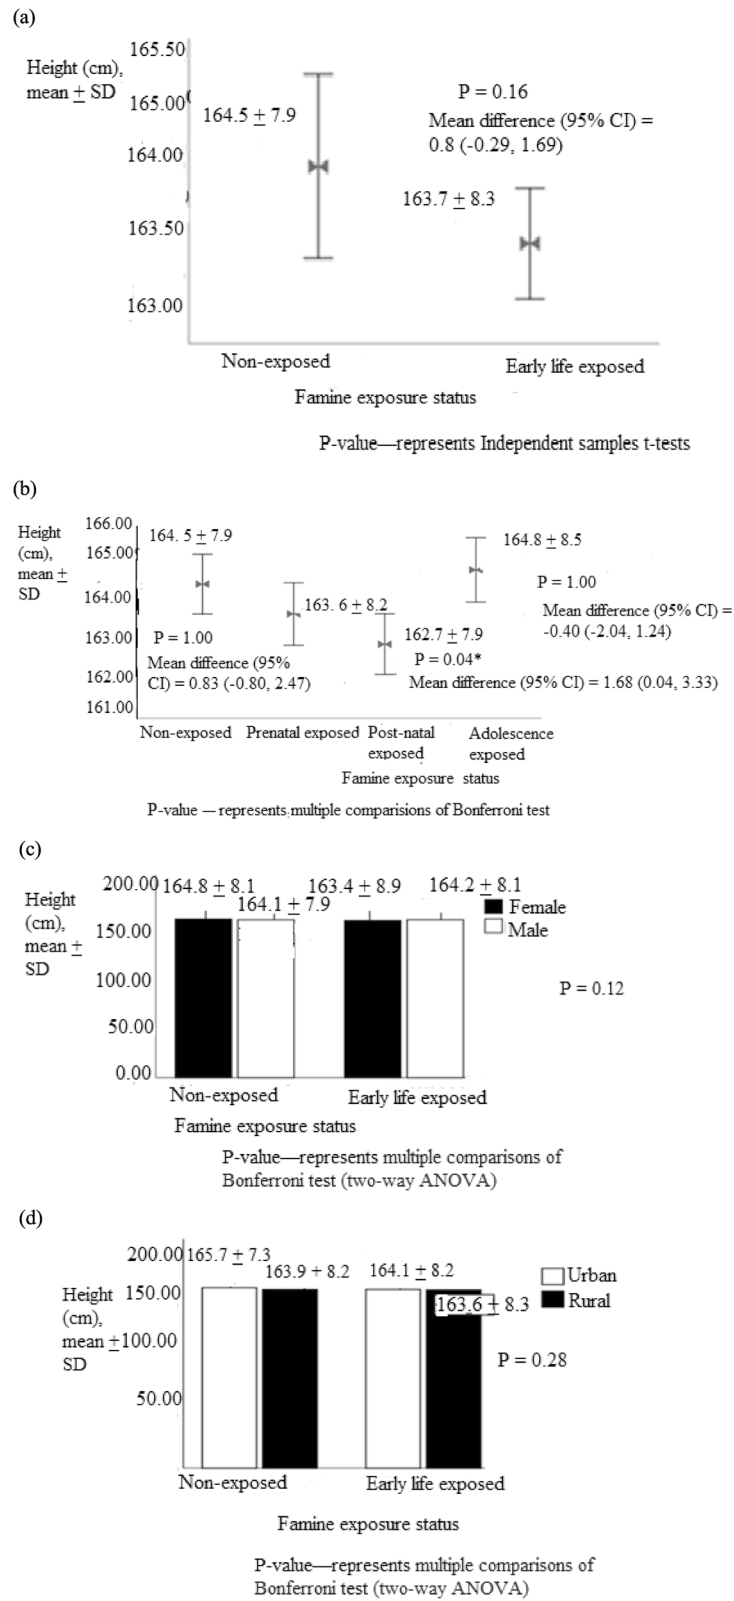 (a)
165.50
Height (cm),
mean ± SD
165.00
164.5 ± 7.9
P = 0.16
Mean difference (95% CI) =
0.8 (-0.29, 1.69)
164.00
163.7 ± 8.3
163.50
163.00
Non-exposed
Early life exposed
Famine exposure status
P-value—represents Independent samples t-tests
(b)
Height
(cm),
mean ±
SD
166.00
165.00
164.00
163.00
162.00
161.00
164. 5 ± 7.9
164.8 ± 8.5
P = 1.00
Mean difference (95% CI) =
-0.40 (-2.04, 1.24)
163. 6 ± 8.2
162.7 ± 7.9
P = 0.04*
Mean difference (95% CI) = 1.68 (0.04, 3.33)
P = 1.00
Mean diffeence (95%
CI) = 0.83 (-0.80, 2.47)
Non-exposed
Prenatal exposed
Post-natal
exposed
Adolescence
exposed
Famine exposure status
P-value — represents multiple comparisions of Bonferroni test
(c)
Height
(cm),
mean ±
SD
200.00
150.00
100.00
50.00
0.00
164.8 ± 8.1
164.1 ± 7.9
163.4 ± 8.9
164.2 ± 8.1
Female
Male
P = 0.12
Non-exposed
Early life exposed
Famine exposure status
P-value—represents multiple comparisons of
Bonferroni test (two-way ANOVA)
(d)
Height
(cm),
mean ±
SD
200.00
150.00
100.00
50.00
165.7 ± 7.3
163.9 + 8.2
164.1 ± 8.2
163.6 ± 8.3
Urban
Rural
P = 0.28
Non-exposed
Early life exposed
Famine exposure status
P-value—represents multiple comparisons of
Bonferroni test (two-way ANOVA)